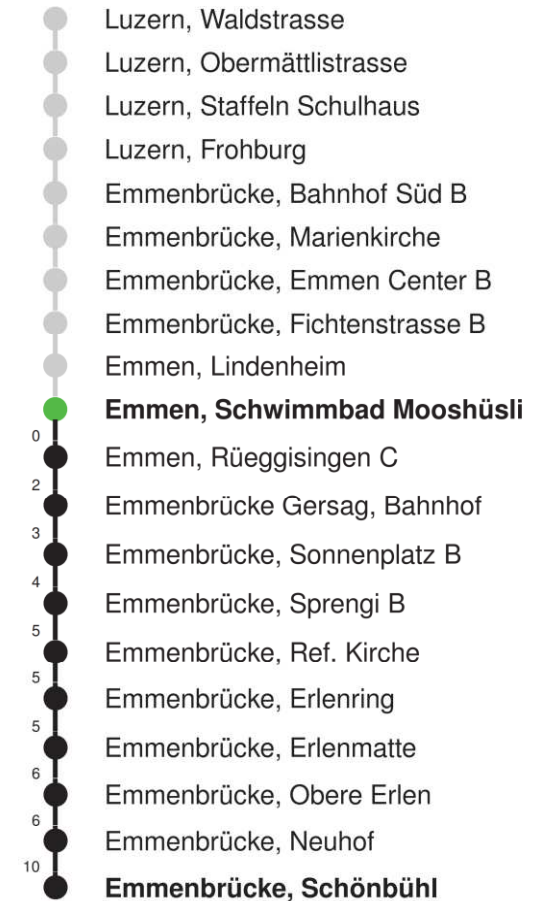 Luzern, Waldstrasse
Luzern, Obermättlistrasse
Luzern, Staffeln Schulhaus
Luzern, Frohburg
Emmenbrücke, Bahnhof Süd B
Emmenbrücke, Marienkirche
Emmenbrücke, Emmen Center B
Emmenbrücke, Fichtenstrasse B
Emmen, Lindenheim
Emmen, Schwimmbad Mooshüsli
0
Emmen, Rüeggisingen C
2
Emmenbrücke Gersag, Bahnhof
3
Emmenbrücke, Sonnenplatz B
4
Emmenbrücke, Sprengi B
5
Emmenbrücke, Ref. Kirche
5
Emmenbrücke, Erlenring
5
Emmenbrücke, Erlenmatte
6
Emmenbrücke, Obere Erlen
6
Emmenbrücke, Neuhof
10
Emmenbrücke, Schönbühl